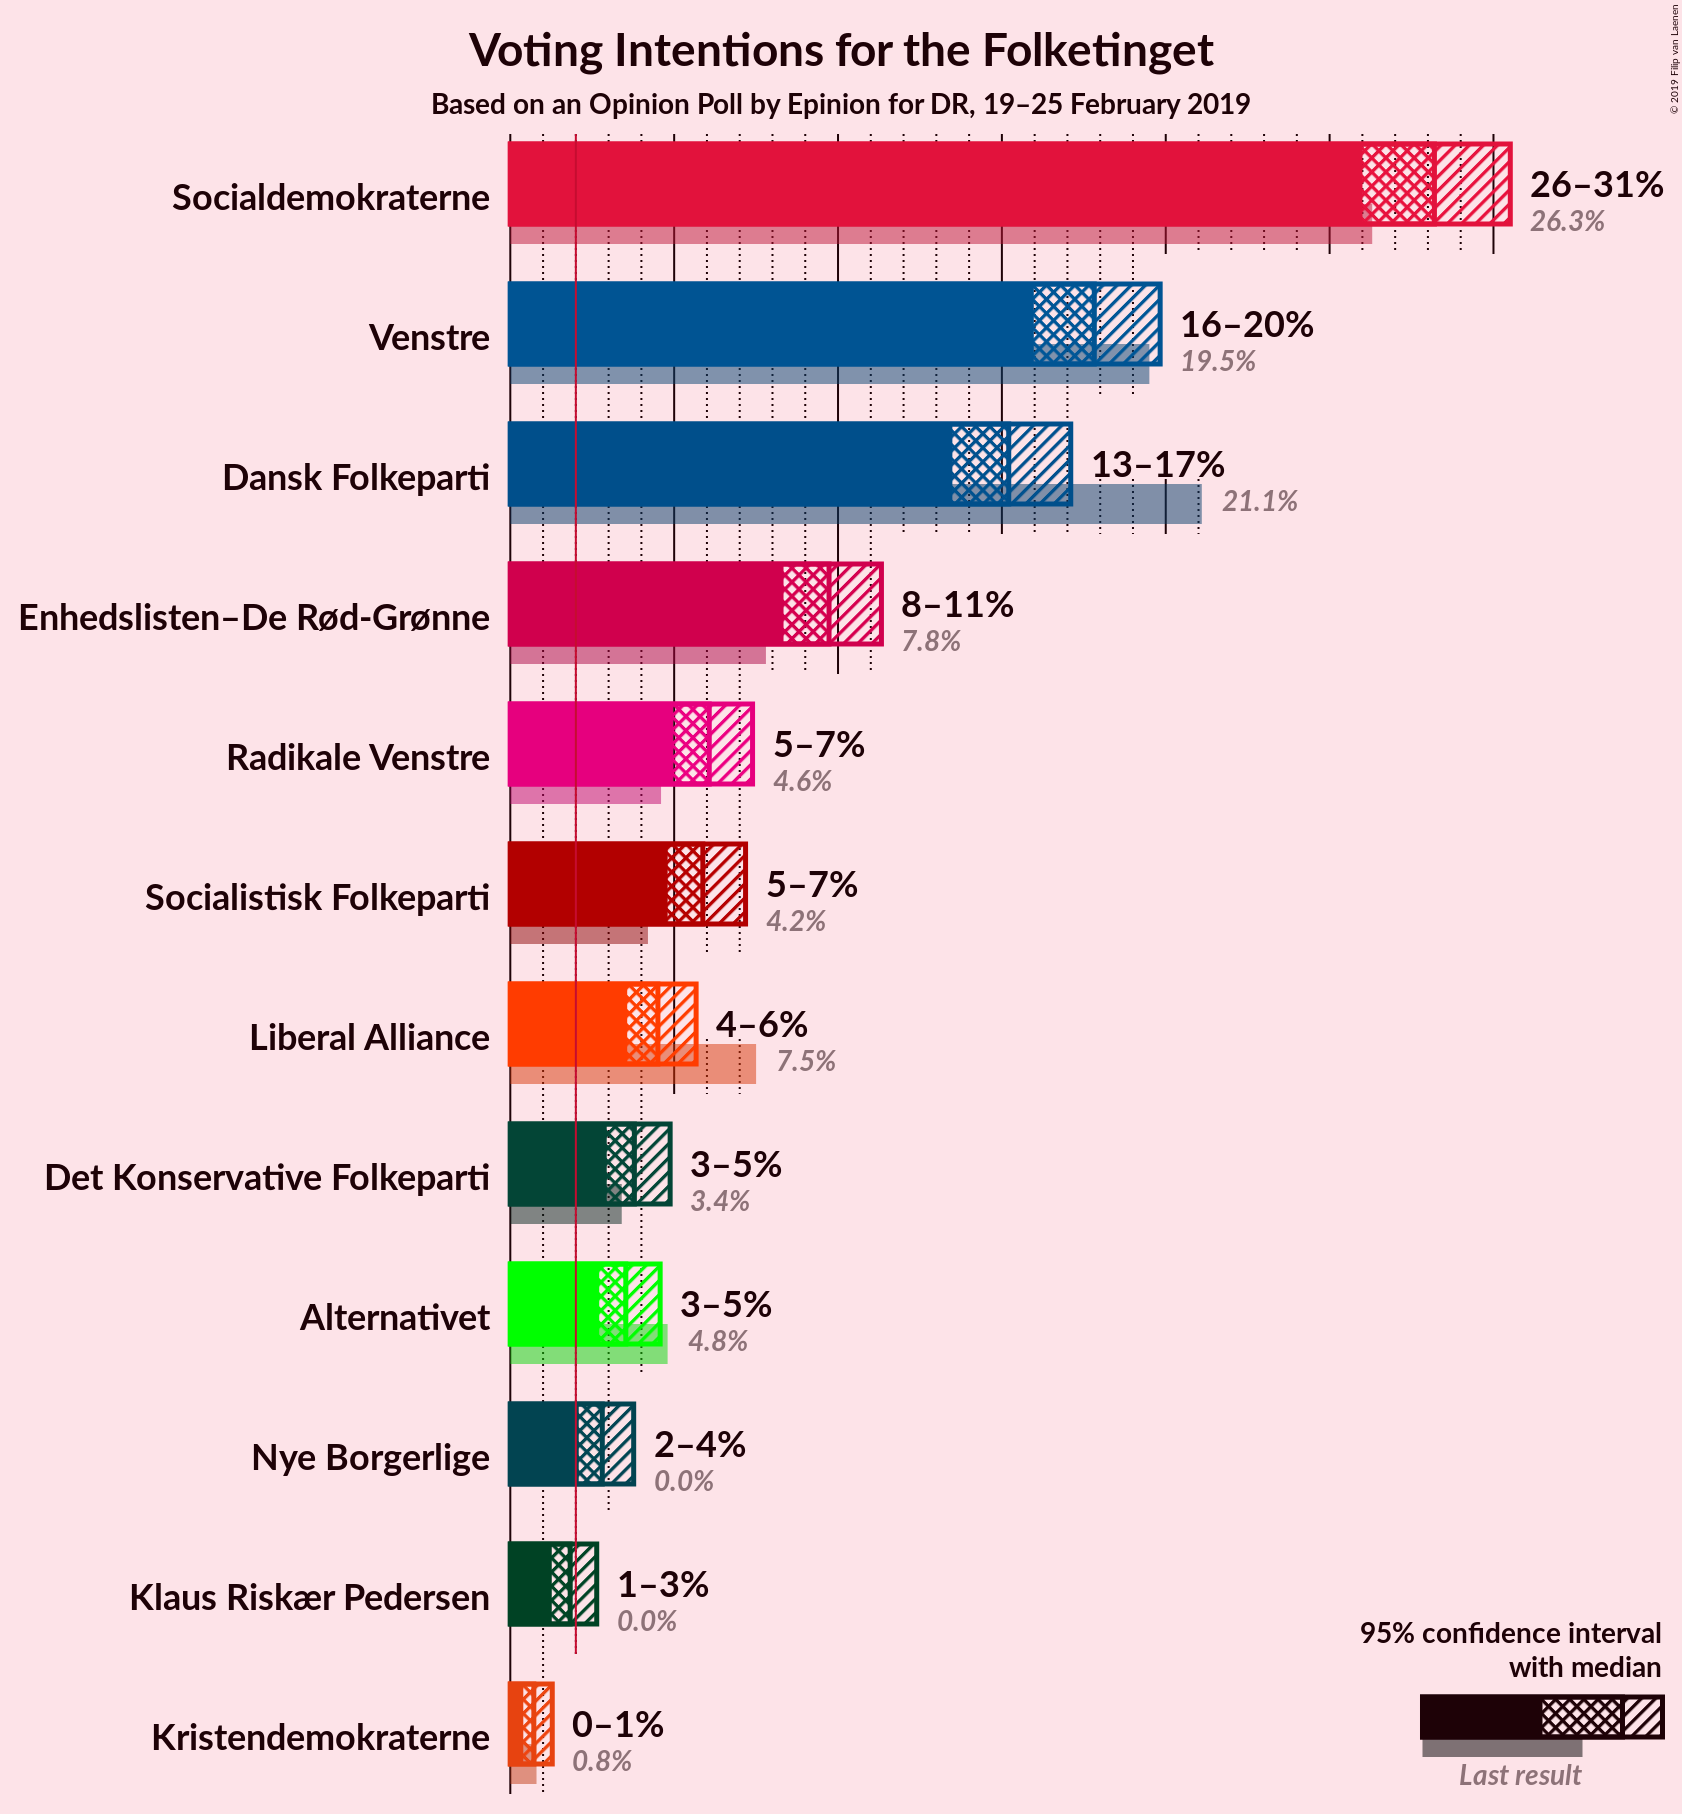 Voting Intentions for the Folketinget
Based on an Opinion Poll by Epinion for DR, 19–25 February 2019
© 2019 Filip van Laenen
Socialdemokraterne
26–31%
26.3%
Venstre
16–20%
19.5%
Dansk Folkeparti
13–17%
21.1%
Enhedslisten–De Rød-Grønne
8–11%
7.8%
Radikale Venstre
5–7%
4.6%
Socialistisk Folkeparti
5–7%
4.2%
Liberal Alliance
4–6%
7.5%
Det Konservative Folkeparti
3–5%
3.4%
Alternativet
3–5%
4.8%
Nye Borgerlige
2–4%
0.0%
Klaus Riskær Pedersen
1–3%
0.0%
Kristendemokraterne
0–1%
0.8%
95% confidence interval
with median
Last result